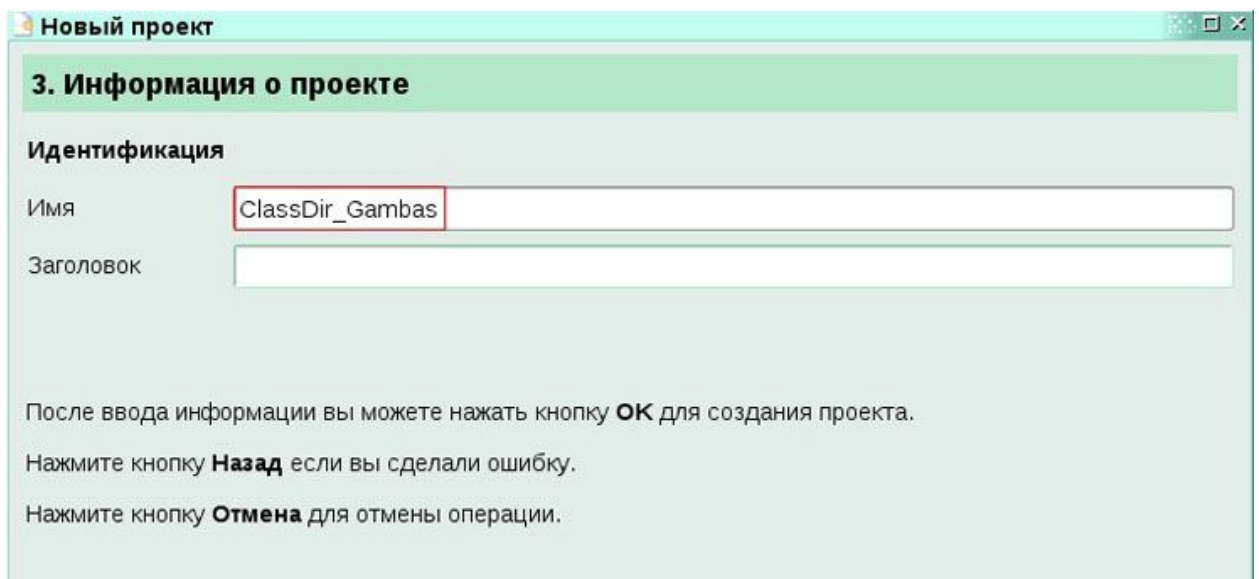 Новый проект
3. Информация о проекте
Идентификация
Имя ClassDir_Gambas
Заголовок
После ввода информации вы можете нажать кнопку OK для создания проекта.
Нажмите кнопку Назад если вы сделали ошибку.
Нажмите кнопку Отмена для отмены операции.